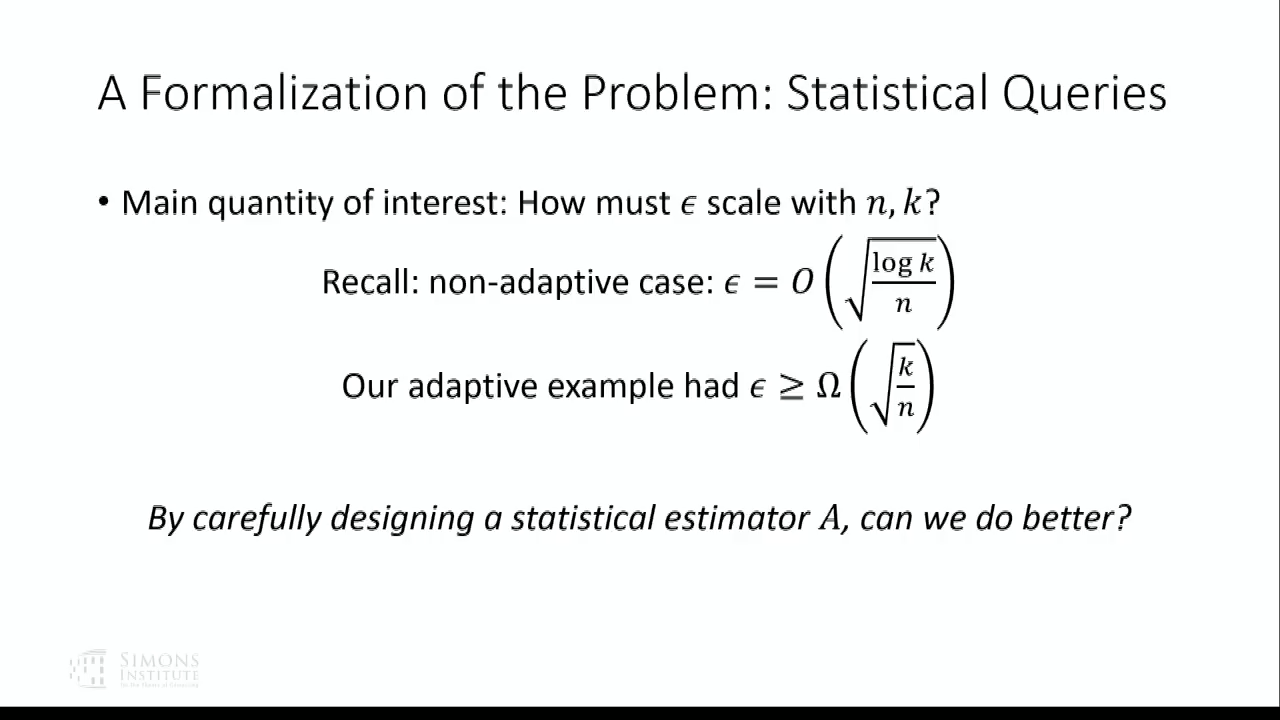 A Formalization of the Problem: Statistical Queries
• Main quantity of interest: How must ϵ scale with n, k?
Recall: non-adaptive case: ϵ = O(√(log k / n))
Our adaptive example had ϵ ≥ Ω(√(k / n))
By carefully designing a statistical estimator A, can we do better?
SIMONS
INSTITUTE